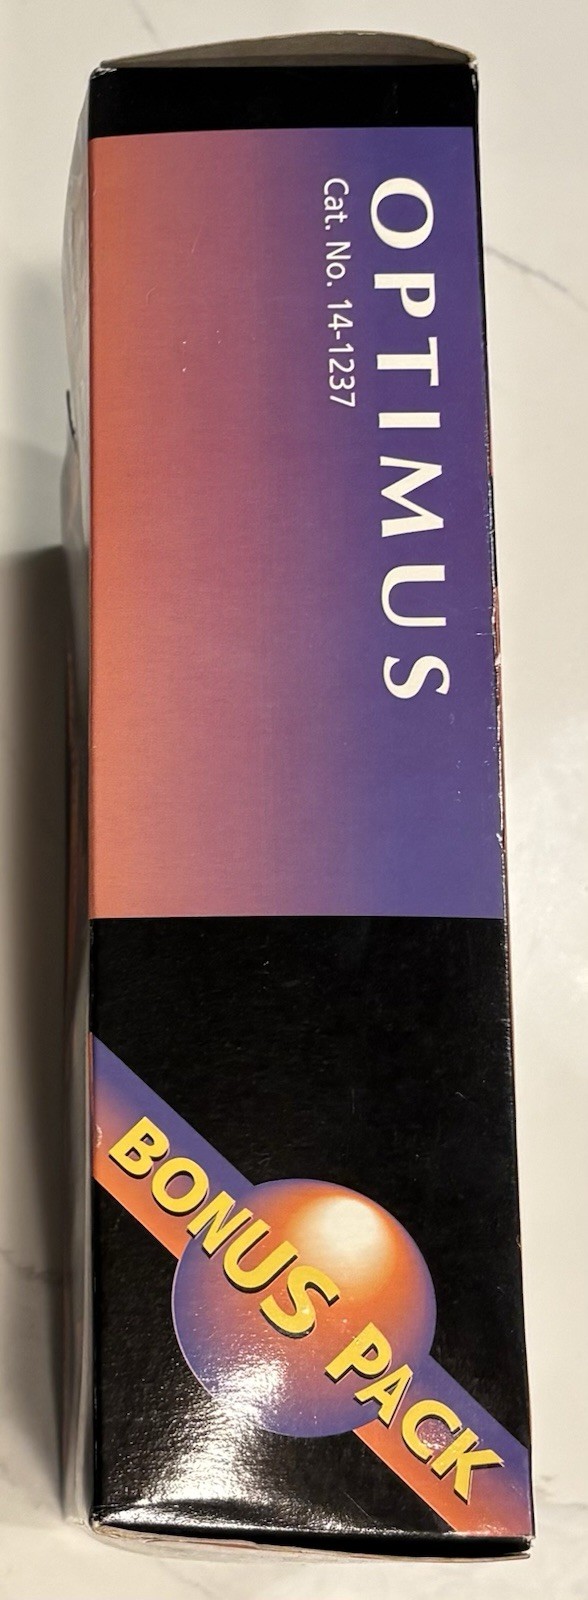 OPTIMUS
Cat. No. 14-1237
BONUS PACK